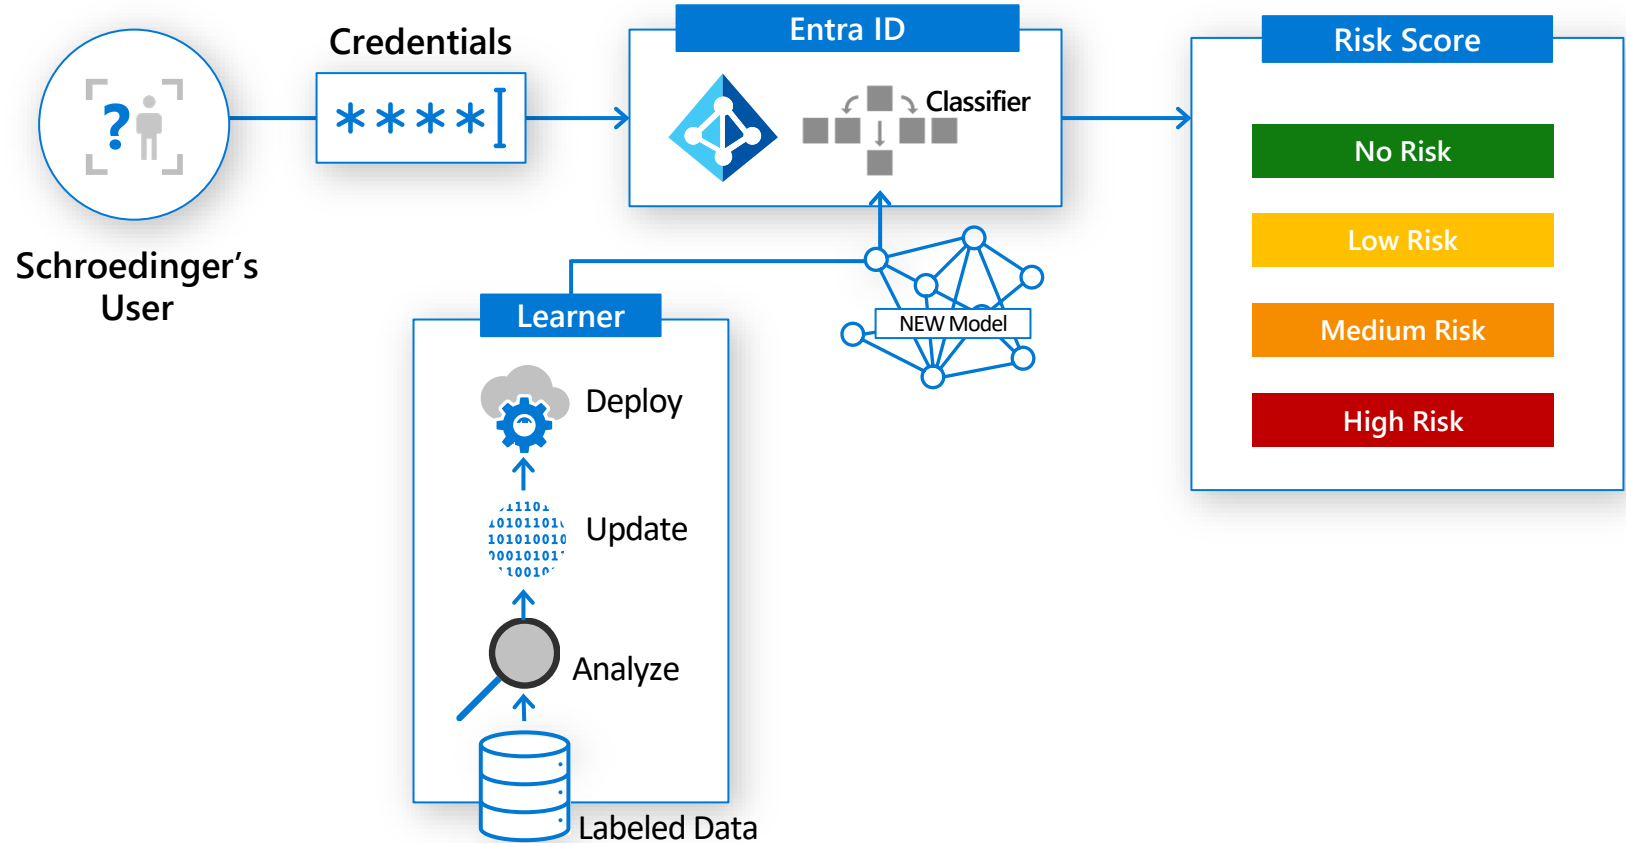 Credentials
****
?
Schroedinger's
User
Entra ID
Classifier
Risk Score
No Risk
Low Risk
Medium Risk
High Risk
NEW Model
Learner
Deploy
Update
Analyze
Labeled Data